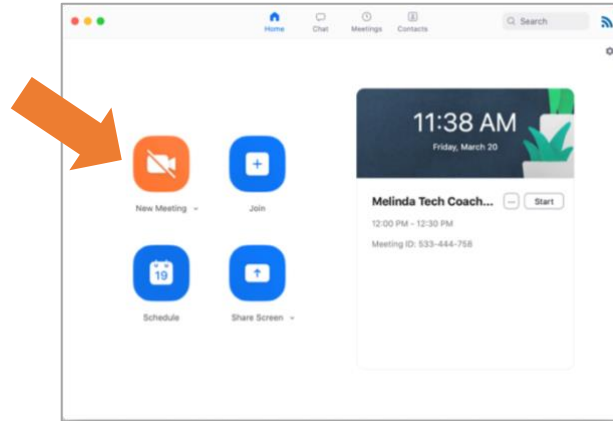 Home Chat Meetings Contacts Search
11:38 AM
Friday, March 20
New Meeting Join
Melinda Tech Coach... Start
12:00 PM - 12:30 PM
Meeting ID: 533-444-758
19
Schedule Share Screen